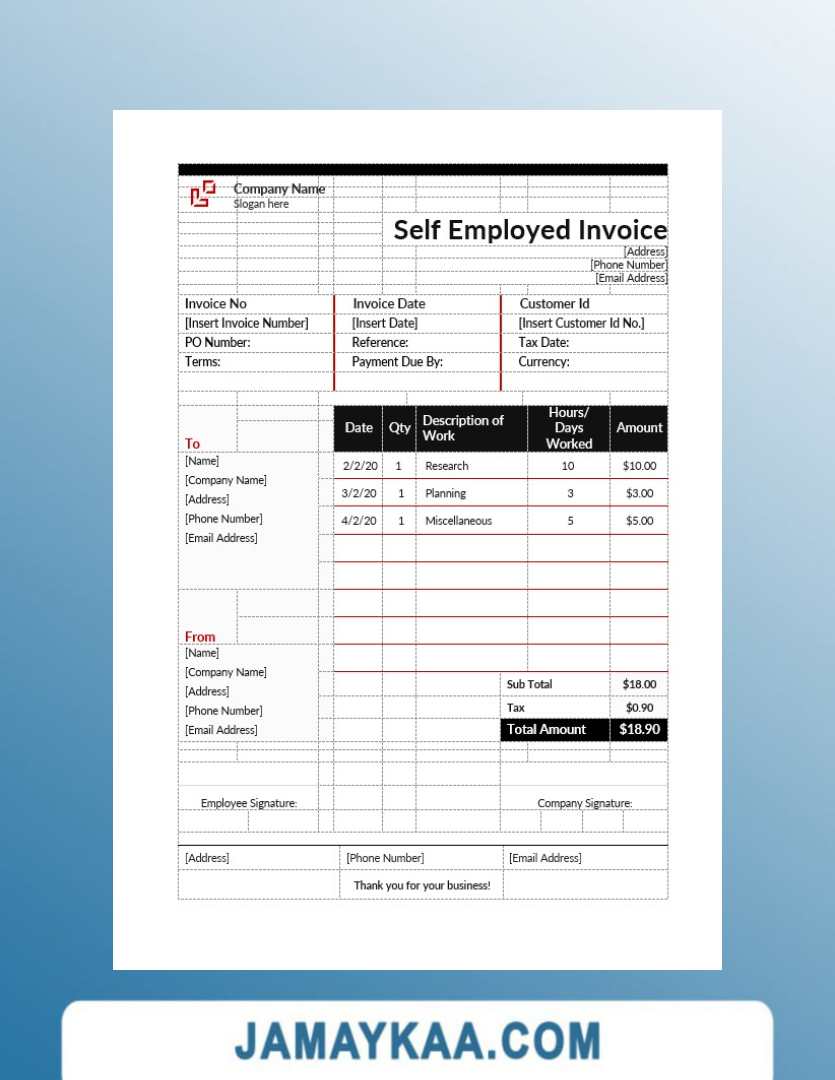 Company Name
Slogan here
Self Employed Invoice
[Address]
[Phone Number]
[Email Address]
Invoice No Invoice Date Customer Id
[Insert Invoice Number] [Insert Date] [Insert Customer Id No.]
PO Number: Reference: Tax Date:
Terms: Payment Due By: Currency:
To
[Name]
[Company Name]
[Address]
[Phone Number]
[Email Address]
From
[Name]
[Company Name]
[Address]
[Phone Number]
[Email Address]
Date Qty Description of Work Hours/ Days Worked Amount
2/2/20 1 Research 10 $10.00
3/2/20 1 Planning 3 $3.00
4/2/20 1 Miscellaneous 5 $5.00
Sub Total $18.00
Tax $0.90
Total Amount $18.90
Employee Signature: Company Signature:
[Address] [Phone Number] [Email Address]
Thank you for your business!
JAMAYKAA.COM